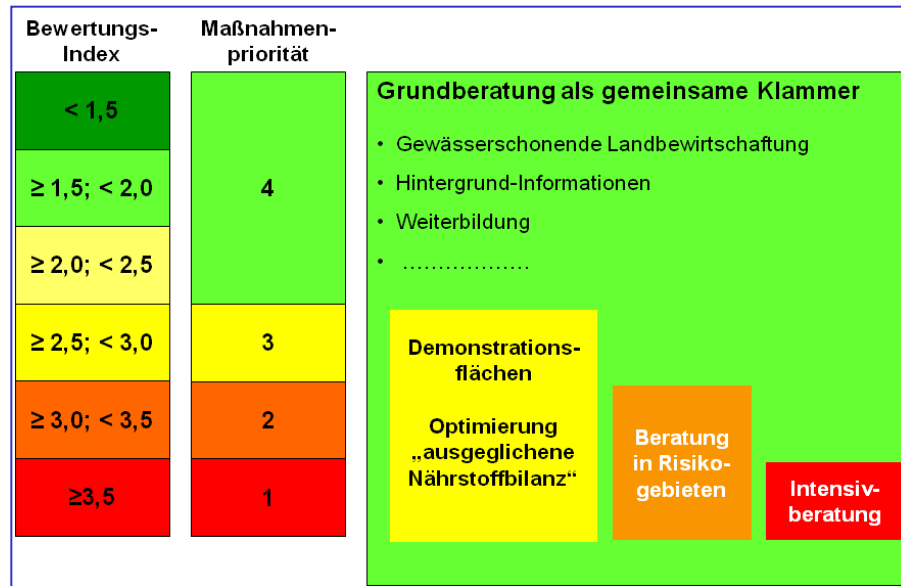 Bewertungs-
Index
Maßnahmen-
priorität
< 1,5
≥ 1,5; < 2,0
≥ 2,0; < 2,5
≥ 2,5; < 3,0
≥ 3,0; < 3,5
≥3,5
4
3
2
1
Grundberatung als gemeinsame Klammer
• Gewässerschonende Landbewirtschaftung
• Hintergrund-Informationen
• Weiterbildung
• ………………
Demonstrations-
flächen
Optimierung
„ausgeglichene
Nährstoffbilanz“
Beratung
in Risiko-
gebieten
Intensiv-
beratung